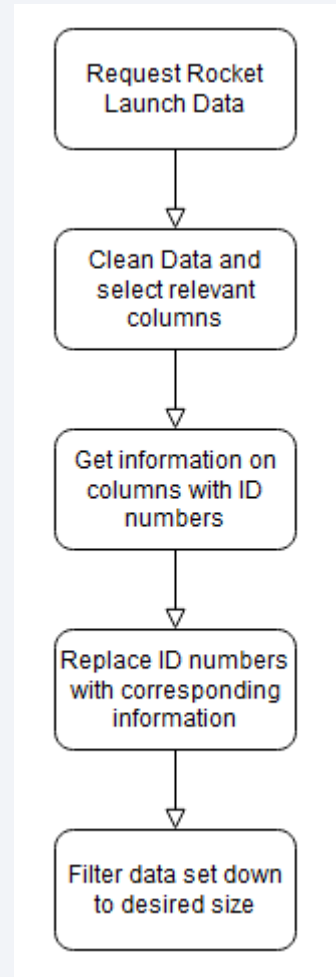 Request Rocket
Launch Data
Clean Data and
select relevant
columns
Get information on
columns with ID
numbers
Replace ID numbers
with corresponding
information
Filter data set down
to desired size